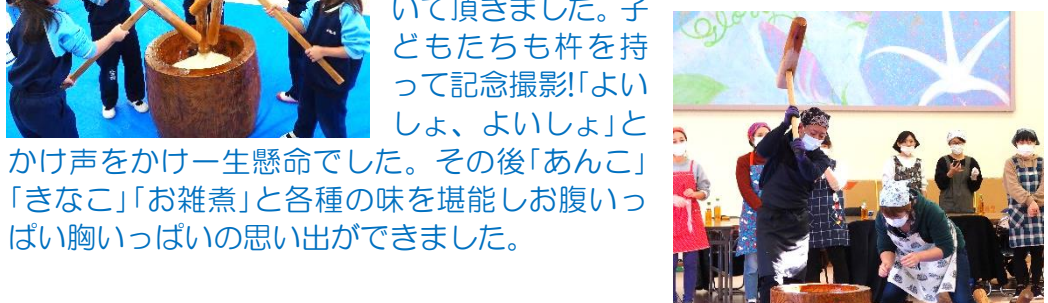 いて頂きました。子
どもたちも杵を持
って記念撮影!「よい
しょ、よいしょ」と
かけ声をかけ一生懸命でした。その後「あんこ」
「きなこ」「お雑煮」と各種の味を堪能しお腹いっ
ぱい胸いっぱいの思い出ができました。